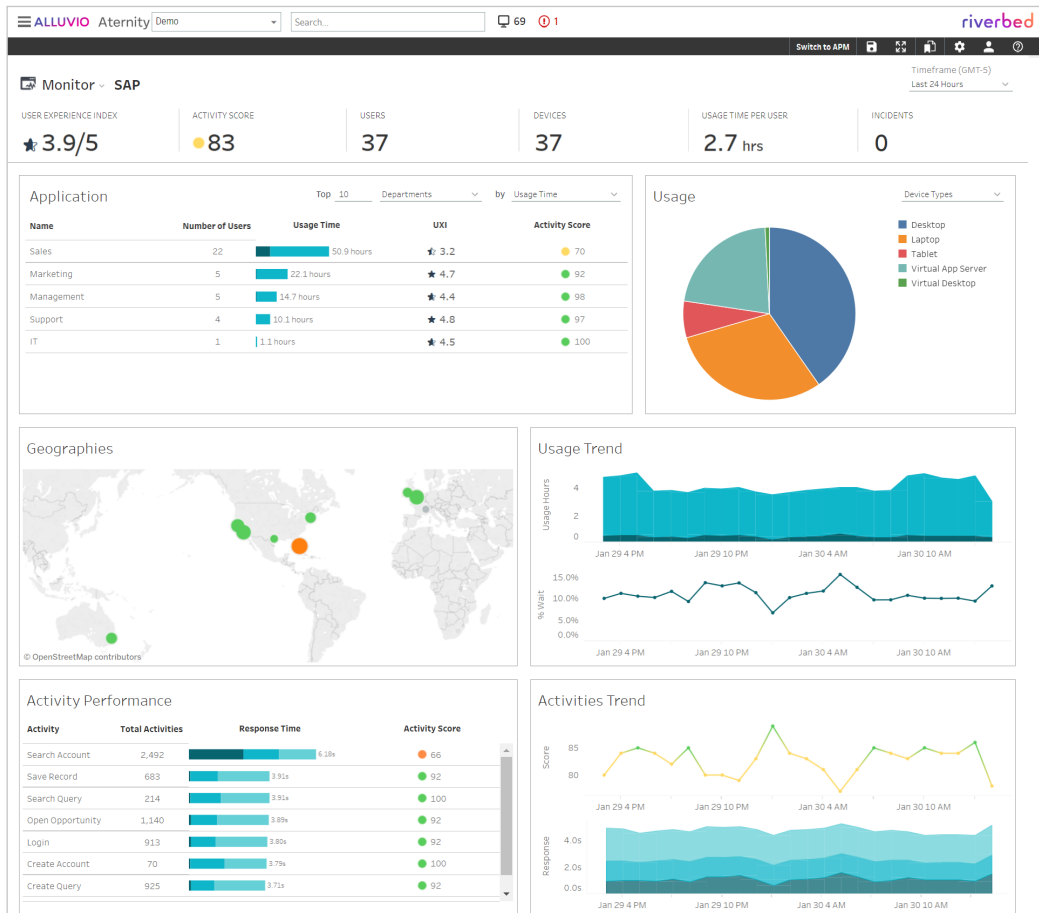 ALLUVIO Aternity Demo Search... 69 1 riverbed
Switch to APM
Monitor SAP
Timeframe (GMT-5)
Last 24 Hours
USER EXPERIENCE INDEX ACTIVITY SCORE USERS DEVICES USAGE TIME PER USER INCIDENTS
3.9/5 83 37 37 2.7 hrs 0
Application Top 10 Departments by Usage Time
Name Number of Users Usage Time UXI Activity Score
Sales 22 50.9 hours 3.2 70
Marketing 5 22.1 hours 4.7 92
Management 5 14.7 hours 4.4 98
Support 4 10.1 hours 4.8 97
IT 1 1.1 hours 4.5 100
Usage Device Types
Desktop
Laptop
Tablet
Virtual App Server
Virtual Desktop
Geographies
© OpenStreetMap contributors
Usage Trend
Usage Hours
4
2
0
Jan 29 4 PM Jan 29 10 PM Jan 30 4 AM Jan 30 10 AM
% Wait
15.0%
10.0%
5.0%
0.0%
Jan 29 4 PM Jan 29 10 PM Jan 30 4 AM Jan 30 10 AM
Activity Performance
Activity Total Activities Response Time Activity Score
Search Account 2,492 6.18s 66
Save Record 683 3.91s 92
Search Query 214 3.91s 100
Open Opportunity 1,140 3.89s 92
Login 913 3.80s 92
Create Account 70 3.79s 100
Create Query 925 3.71s 92
Activities Trend
Score
85
80
Jan 29 4 PM Jan 29 10 PM Jan 30 4 AM Jan 30 10 AM
Response
4.0s
2.0s
0.0s
Jan 29 4 PM Jan 29 10 PM Jan 30 4 AM Jan 30 10 AM